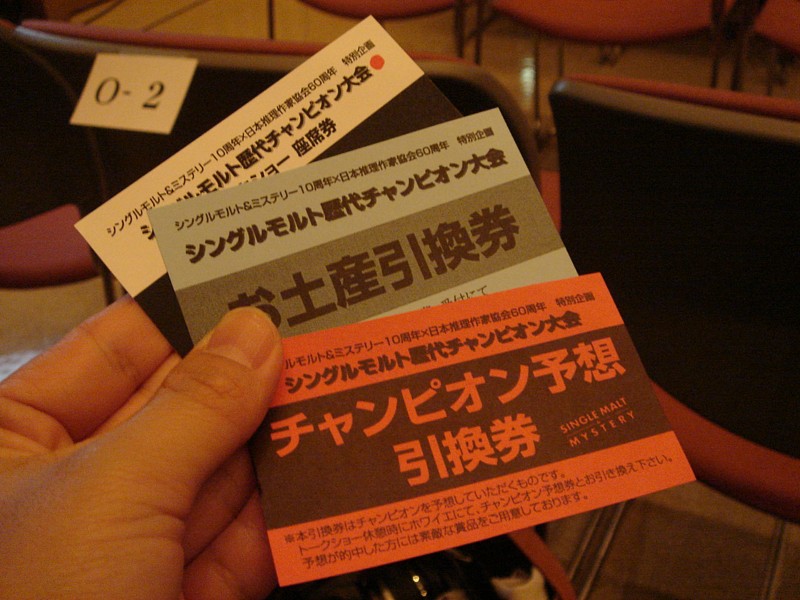 O-2
シングルモルト&ミステリー10周年×日本推理作家協会60周年 特別企画
シングルモルト歴代チャンピオン大会
ショー 座席券
シングルモルト&ミステリー10周年×日本推理作家協会60周年 特別企画
シングルモルト歴代チャンピオン大会
お土産引換券
受付にて
ルモルト&ミステリー10周年×日本推理作家協会60周年 特別企画
シングルモルト歴代チャンピオン大会
チャンピオン予想
引換券
SINGLE MALT
MYSTERY
※本引換券はチャンピオンを予想していただくものです。
トークショー休憩時にホワイエにて、チャンピオン予想券とお引き換え下さい。
予想が的中した方には素敵な賞品をご用意しております。